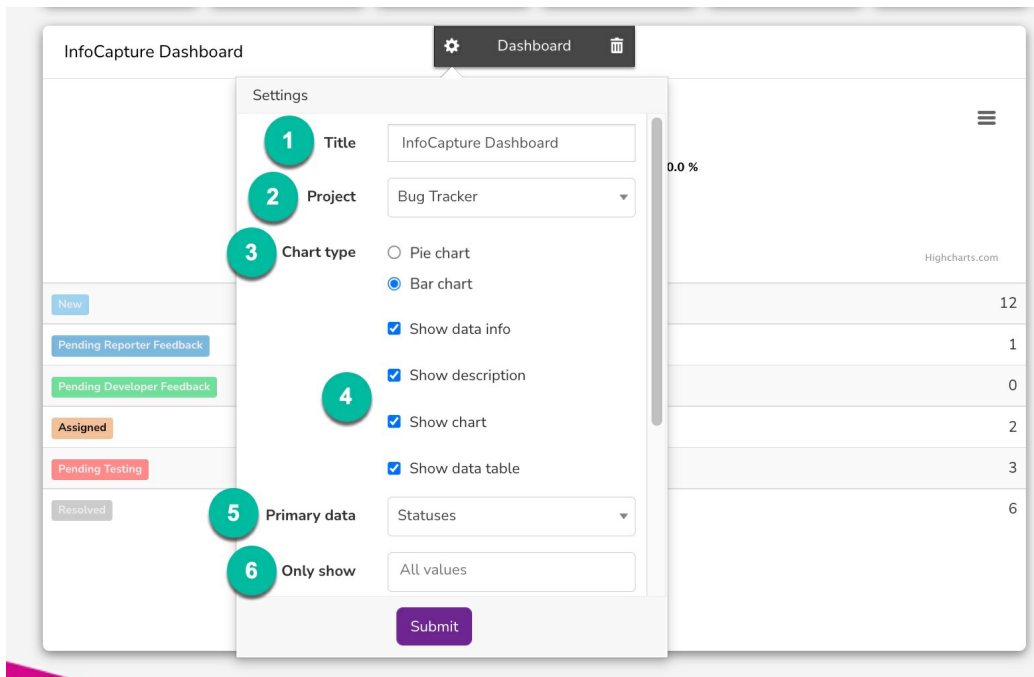 InfoCapture Dashboard
Dashboard
Settings
1 Title InfoCapture Dashboard
0.0 %
2 Project Bug Tracker
3 Chart type Pie chart
Highcharts.com
Bar chart
New 12
Show data info
Pending Reporter Feedback 1
Show description
Pending Developer Feedback 0
4
Show chart
Assigned 2
Show data table
Pending Testing 3
Resolved 6
5 Primary data Statuses
6 Only show All values
Submit